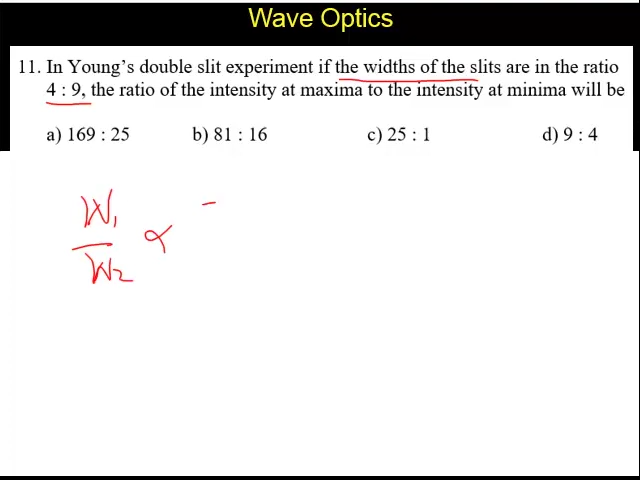 Wave Optics
11. In Young's double slit experiment if the widths of the slits are in the ratio
4 : 9, the ratio of the intensity at maxima to the intensity at minima will be
a) 169 : 25 b) 81 : 16 c) 25 : 1 d) 9 : 4
W₁
W₂ ∝